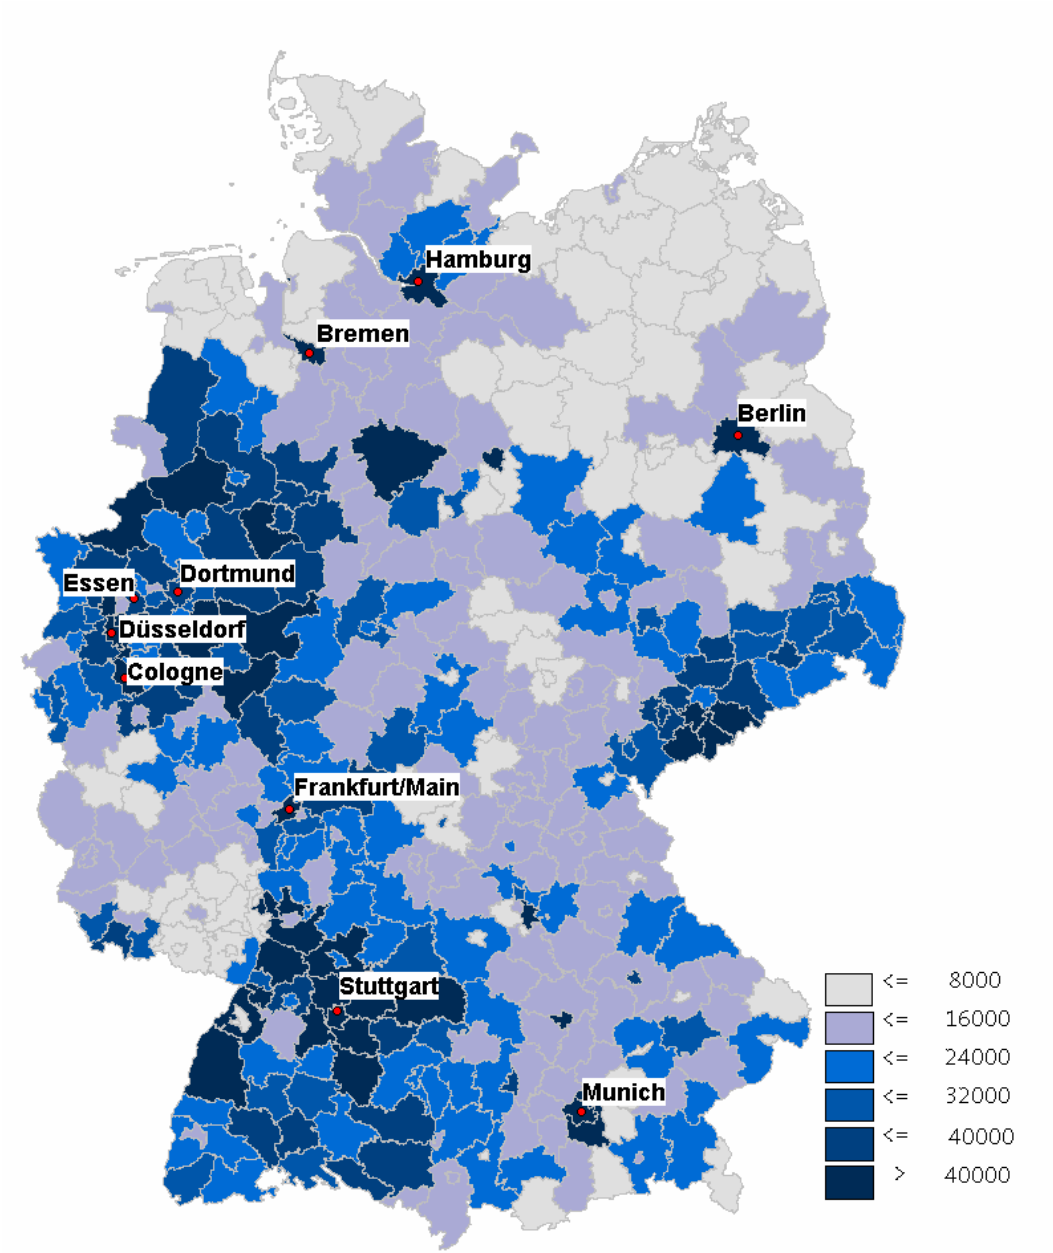 Hamburg
Bremen
Berlin
Essen
Dortmund
Düsseldorf
Cologne
Frankfurt/Main
Stuttgart
Munich
<= 8000
<= 16000
<= 24000
<= 32000
<= 40000
> 40000